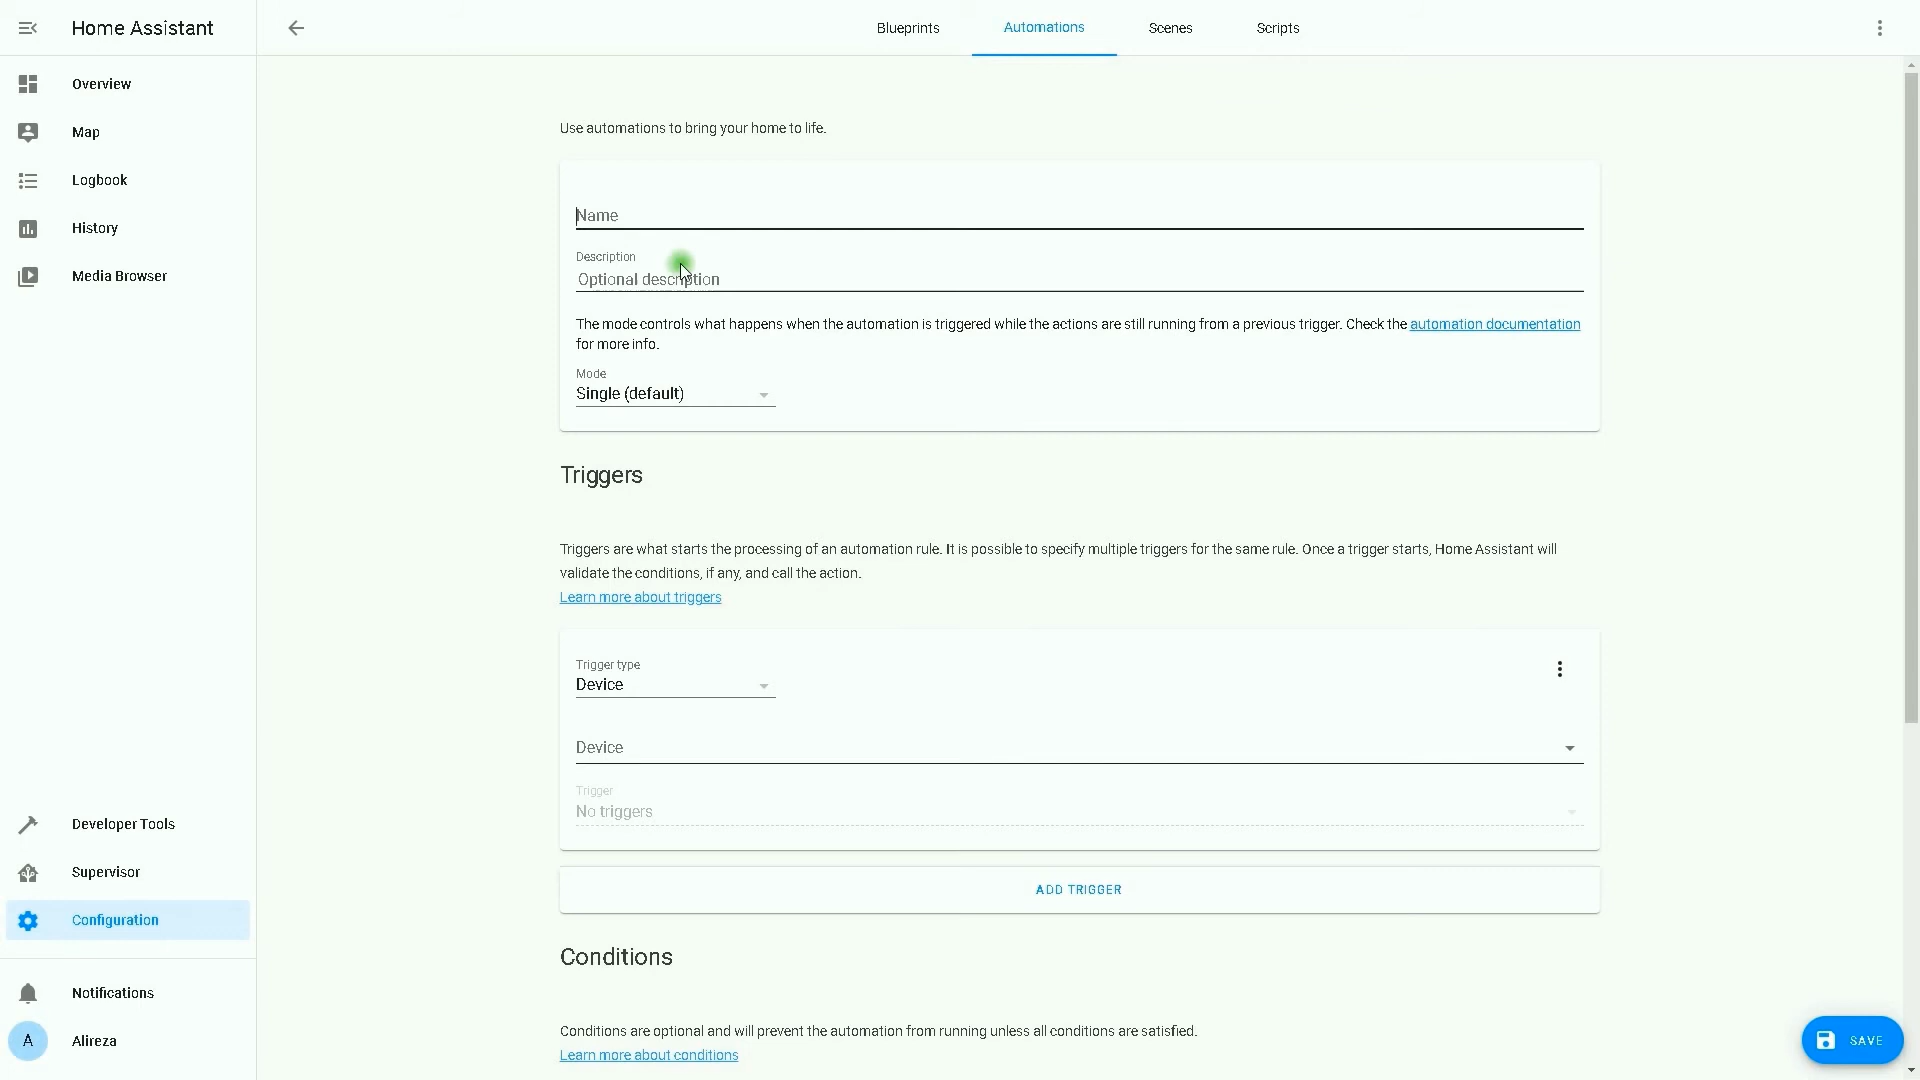 Home Assistant
Blueprints
Automations
Scenes
Scripts
Overview
Map
Logbook
History
Media Browser
Developer Tools
Supervisor
Configuration
Notifications
A
Alireza
Use automations to bring your home to life.
Name
Description
Optional description
The mode controls what happens when the automation is triggered while the actions are still running from a previous trigger. Check the automation documentation
for more info.
Mode
Single (default)
Triggers
Triggers are what starts the processing of an automation rule. It is possible to specify multiple triggers for the same rule. Once a trigger starts, Home Assistant will
validate the conditions, if any, and call the action.
Learn more about triggers
Trigger type
Device
Device
Trigger
No triggers
ADD TRIGGER
Conditions
Conditions are optional and will prevent the automation from running unless all conditions are satisfied.
Learn more about conditions
SAVE